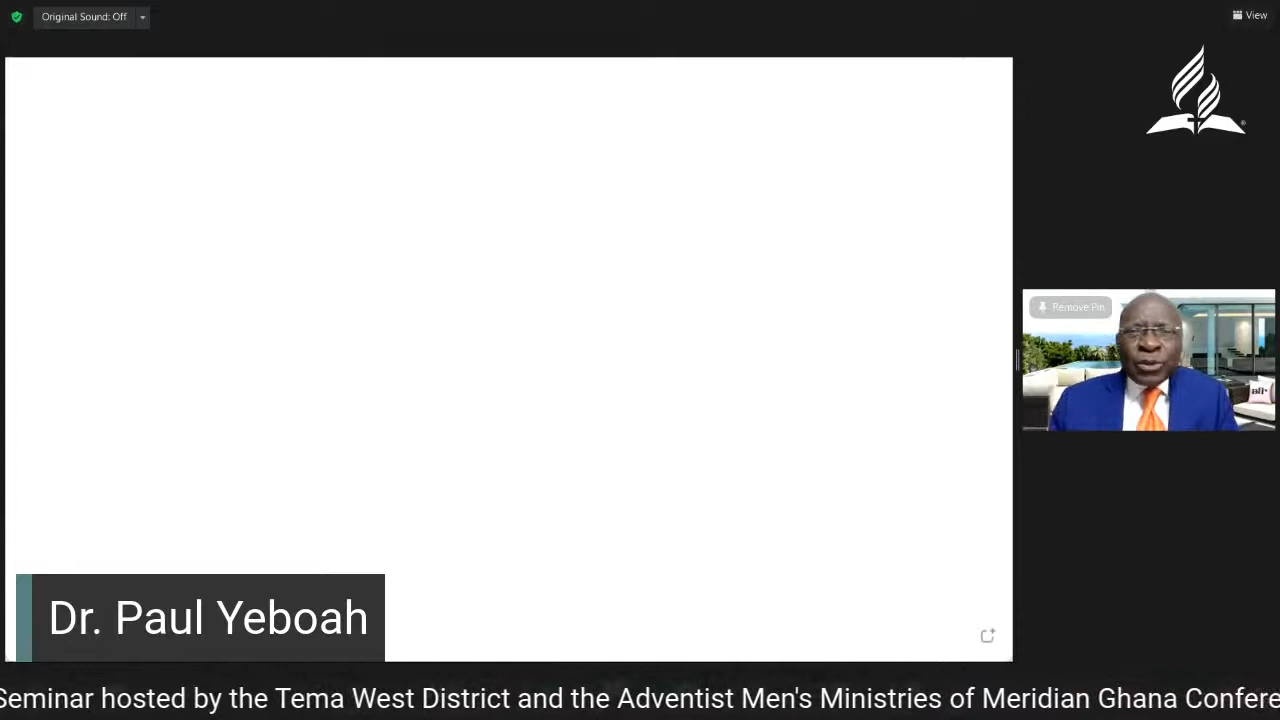 Original Sound: Off
View
Remove Pin
BH*
Dr. Paul Yeboah
Seminar hosted by the Tema West District and the Adventist Men's Ministries of Meridian Ghana Confere